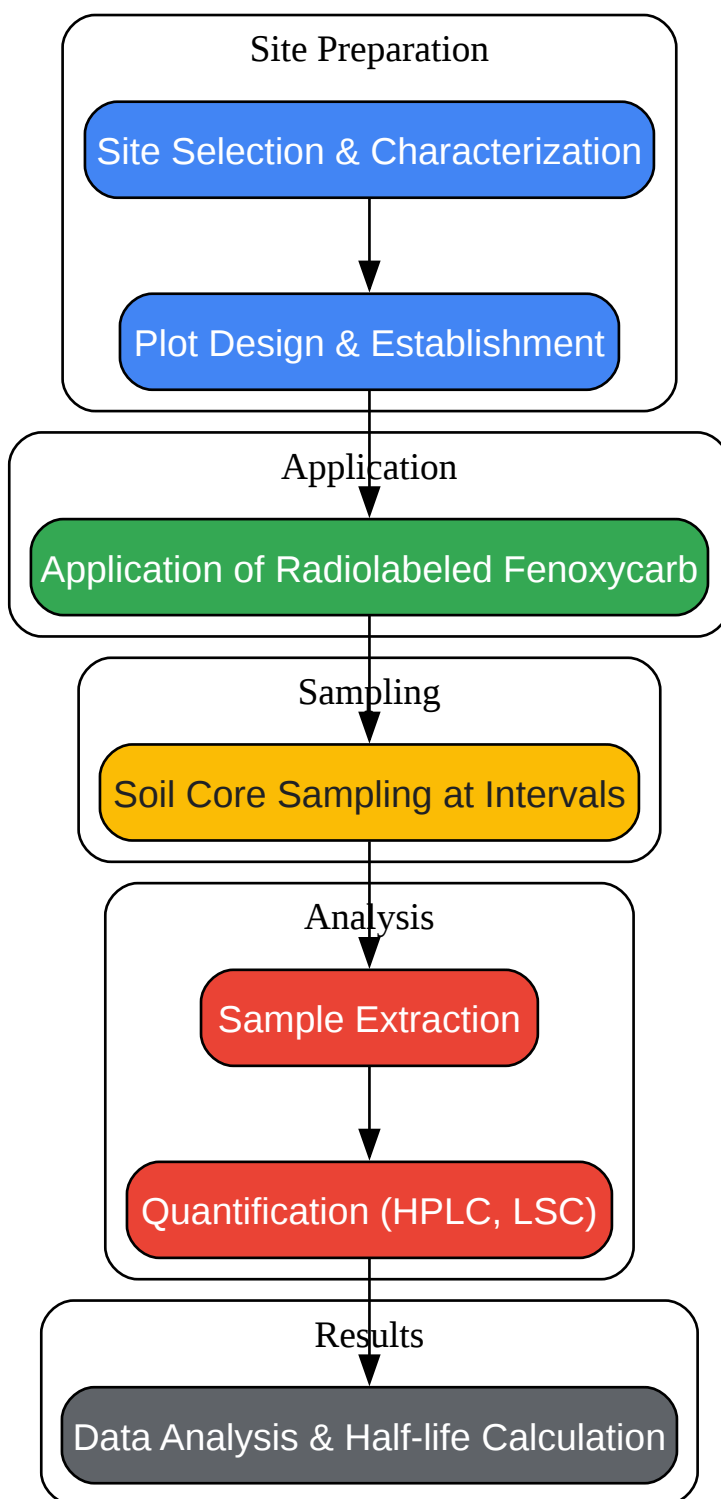 Site Preparation
Site Selection & Characterization
Plot Design & Establishment
Application
Application of Radiolabeled Fenoxycarb
Sampling
Soil Core Sampling at Intervals
Analysis
Sample Extraction
Quantification (HPLC, LSC)
Results
Data Analysis & Half-life Calculation